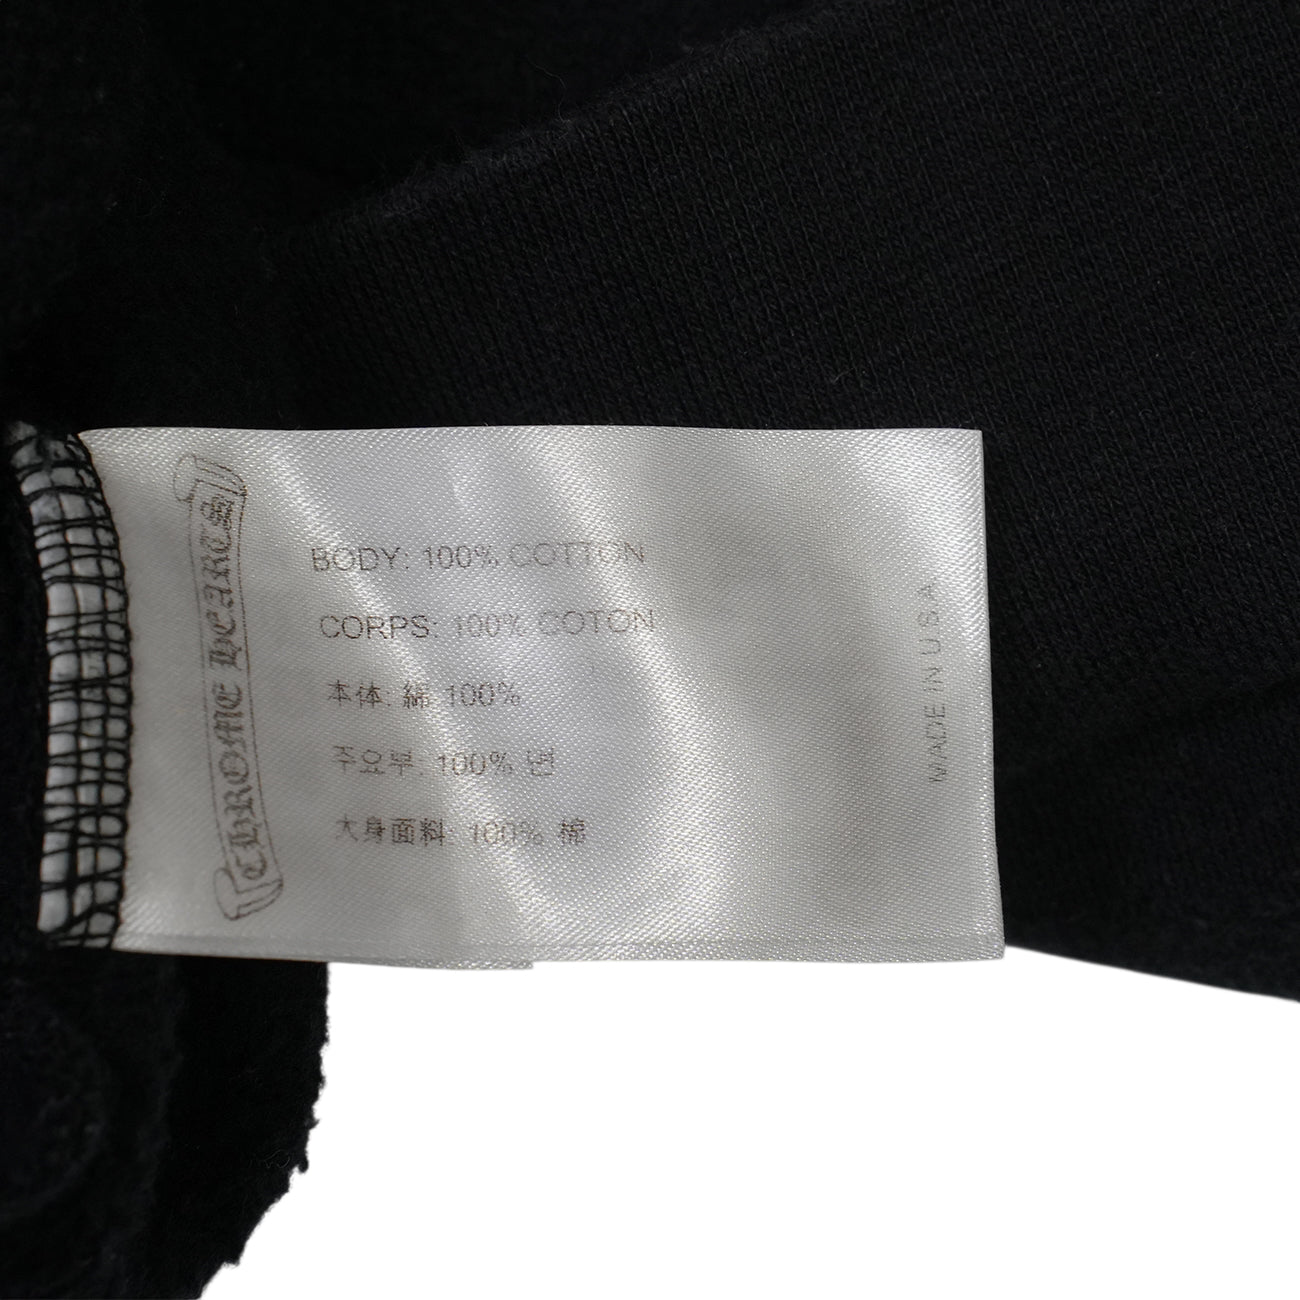 CHROME HEARTS
BODY: 100% COTTON
CORPS: 100% COTON
本体: 綿 100%
주요부: 100% 면
大身面料: 100% 棉
MADE IN U.S.A